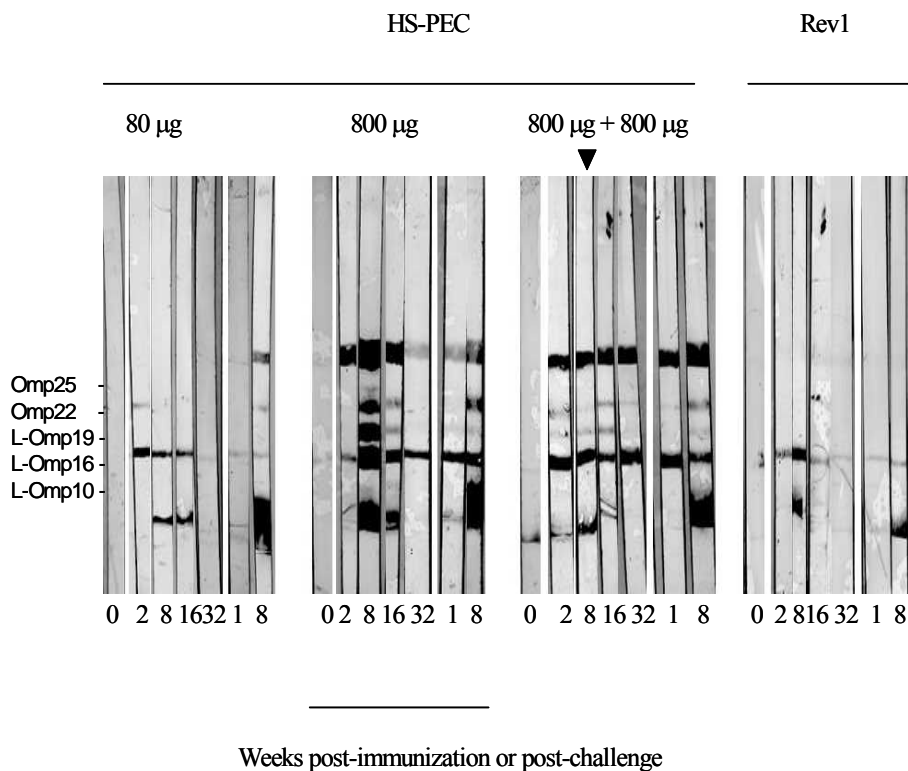 HS-PEC Rev1
80 µg 800 µg 800 µg + 800 µg
Omp25
Omp22
L-Omp19
L-Omp16
L-Omp10
0 2 8 16 32 1 8 0 2 8 16 32 1 8 0 2 8 16 32 1 8 0 2 8 16 32 1 8
Weeks post-immunization or post-challenge